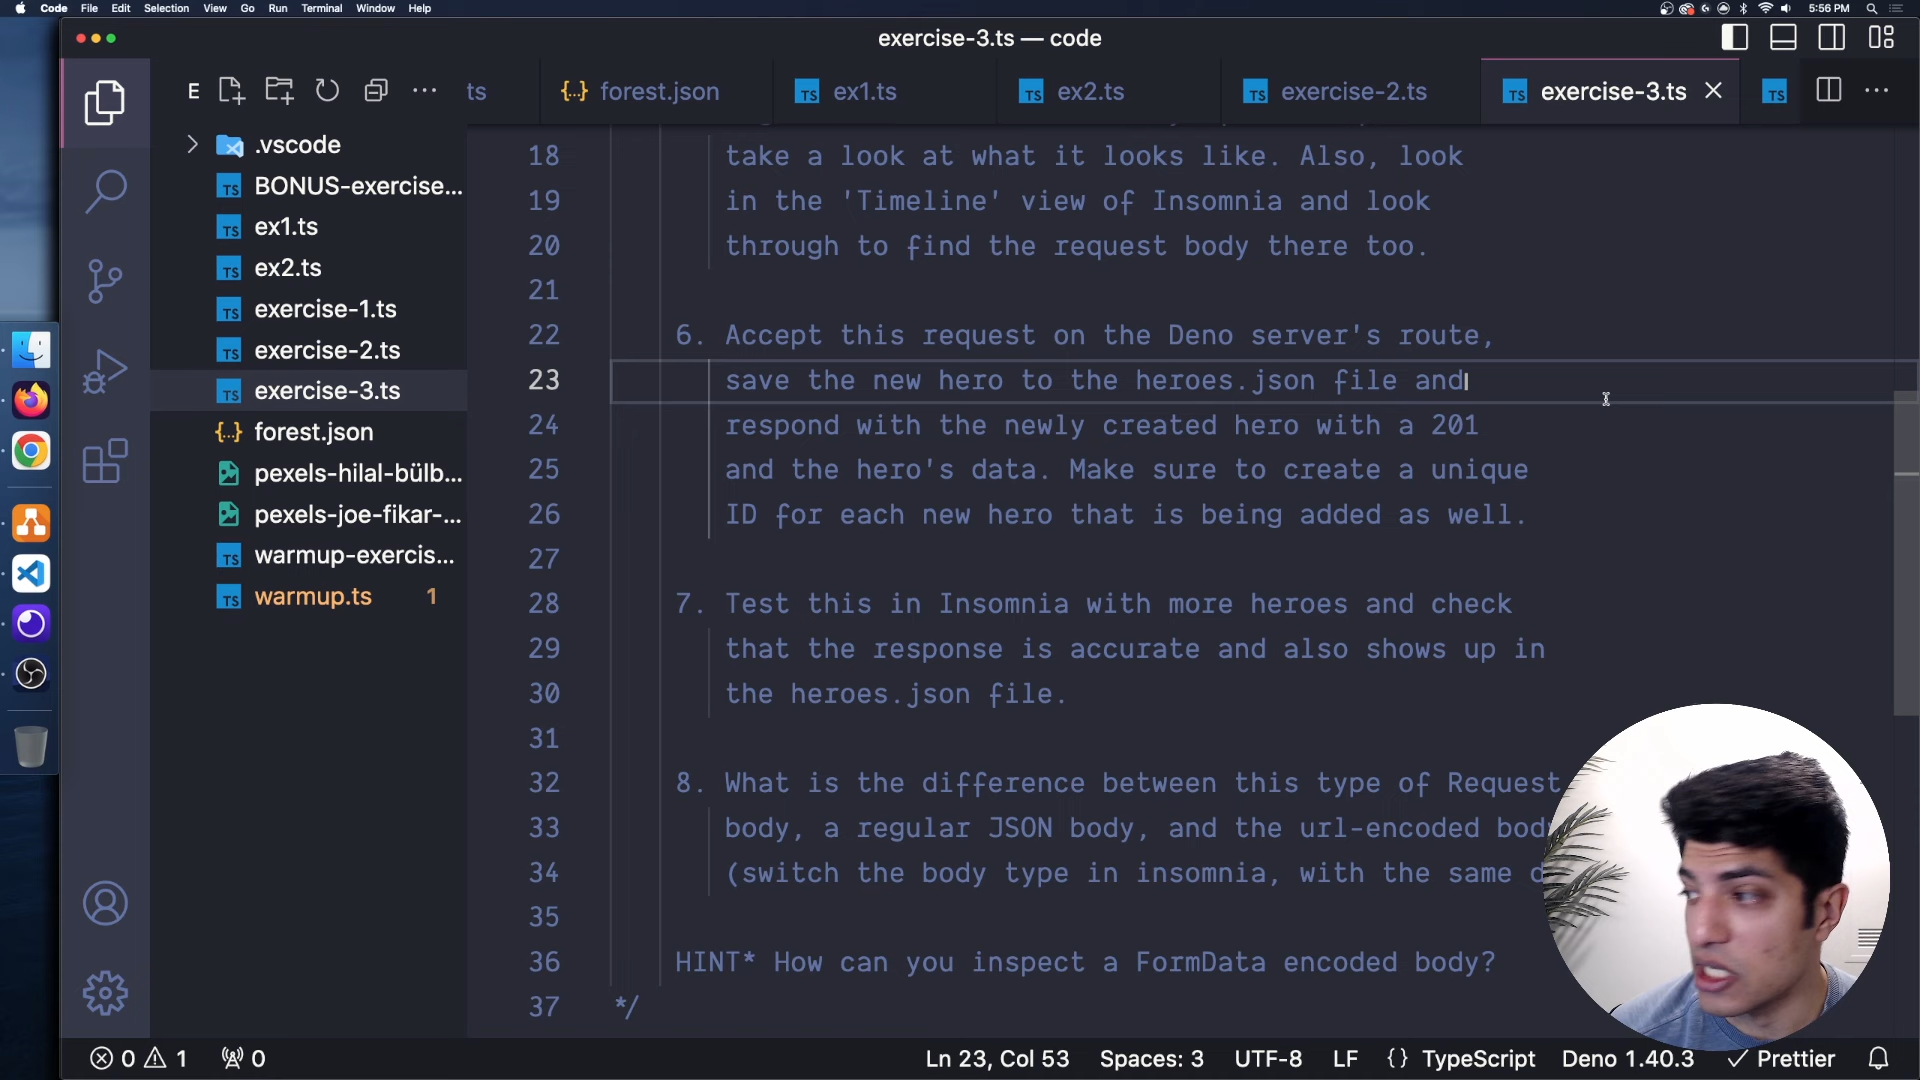 Code File Edit Selection View Go Run Terminal Window Help
5:56 PM
exercise-3.ts — code
E
ts
forest.json
ex1.ts
ex2.ts
exercise-2.ts
exercise-3.ts
.vscode
BONUS-exercise...
ex1.ts
ex2.ts
exercise-1.ts
exercise-2.ts
exercise-3.ts
forest.json
pexels-hilal-bülb...
pexels-joe-fikar-...
warmup-exercis...
warmup.ts 1
18 take a look at what it looks like. Also, look
19 in the 'Timeline' view of Insomnia and look
20 through to find the request body there too.
21
22 6. Accept this request on the Deno server's route,
23 save the new hero to the heroes.json file and
24 respond with the newly created hero with a 201
25 and the hero's data. Make sure to create a unique
26 ID for each new hero that is being added as well.
27
28 7. Test this in Insomnia with more heroes and check
29 that the response is accurate and also shows up in
30 the heroes.json file.
31
32 8. What is the difference between this type of Request
33 body, a regular JSON body, and the url-encoded
34 (switch the body type in insomnia, with the same
35
36 HINT* How can you inspect a FormData encoded body?
37 */
0 1 0
Ln 23, Col 53 Spaces: 3 UTF-8 LF {} TypeScript Deno 1.40.3 Prettier